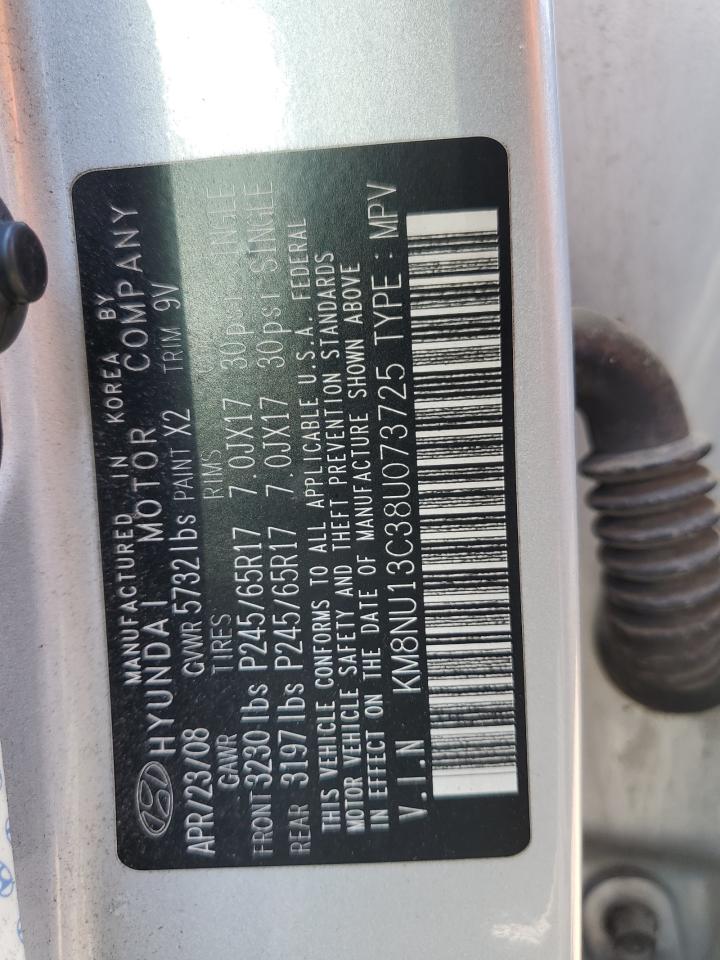 MANUFACTURED IN KOREA BY
HYUNDAI MOTOR COMPANY
APR/23/08 GVWR 5732 lbs PAINT X2 TRIM 9V
GAWR TIRES RIMS
FRONT 3230 lbs P245/65R17 7.0JX17 30psi SINGLE
REAR 3197 lbs P245/65R17 7.0JX17 30psi SINGLE
THIS VEHICLE CONFORMS TO ALL APPLICABLE U.S.A. FEDERAL
MOTOR VEHICLE SAFETY AND THEFT PREVENTION STANDARDS
IN EFFECT ON THE DATE OF MANUFACTURE SHOWN ABOVE
V.I.N KM8NU13C38U073725 TYPE : MPV